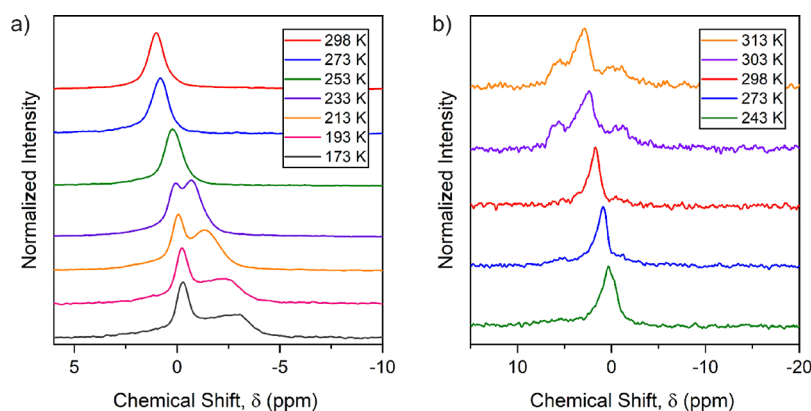 a)
298 K
273 K
253 K
233 K
213 K
193 K
173 K
Normalized Intensity
5 0 -5 -10
Chemical Shift, δ (ppm)
b)
313 K
303 K
298 K
273 K
243 K
Normalized Intensity
10 0 -10 -20
Chemical Shift, δ (ppm)